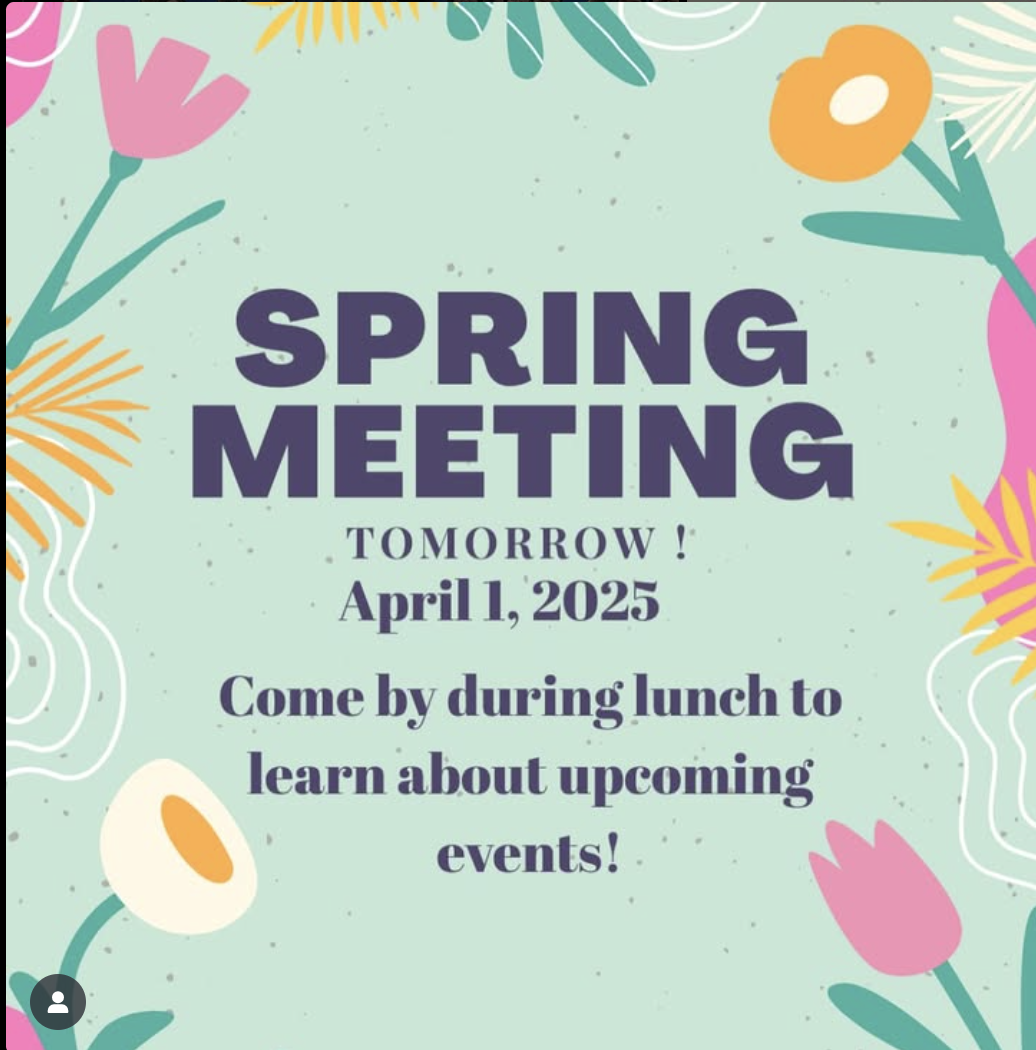 SPRING
MEETING
TOMORROW !
April 1, 2025
Come by during lunch to
learn about upcoming
events!